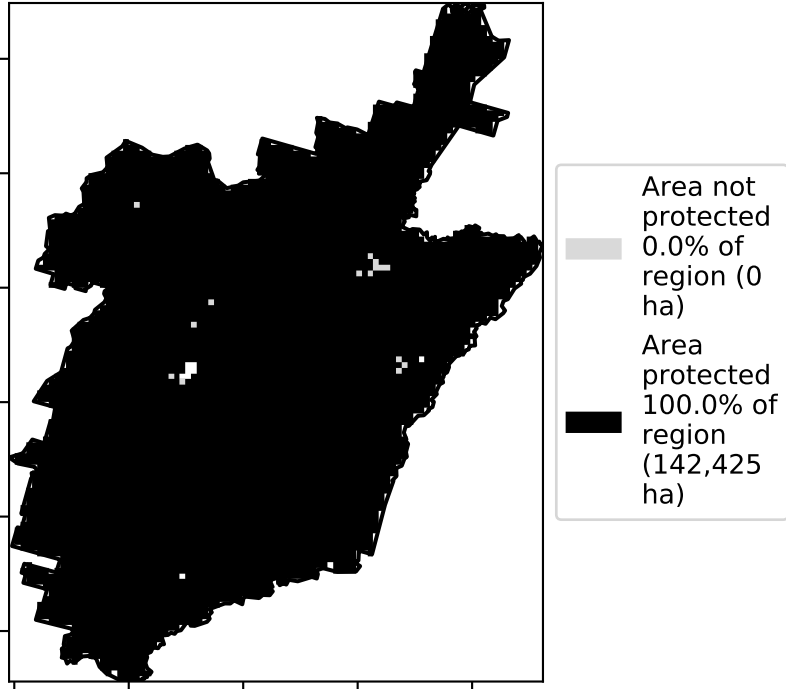 Area not
protected
0.0% of
region (0
ha)
Area
protected
100.0% of
region
(142,425
ha)